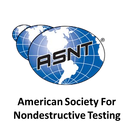 ASNT
American Society For
Nondestructive Testing